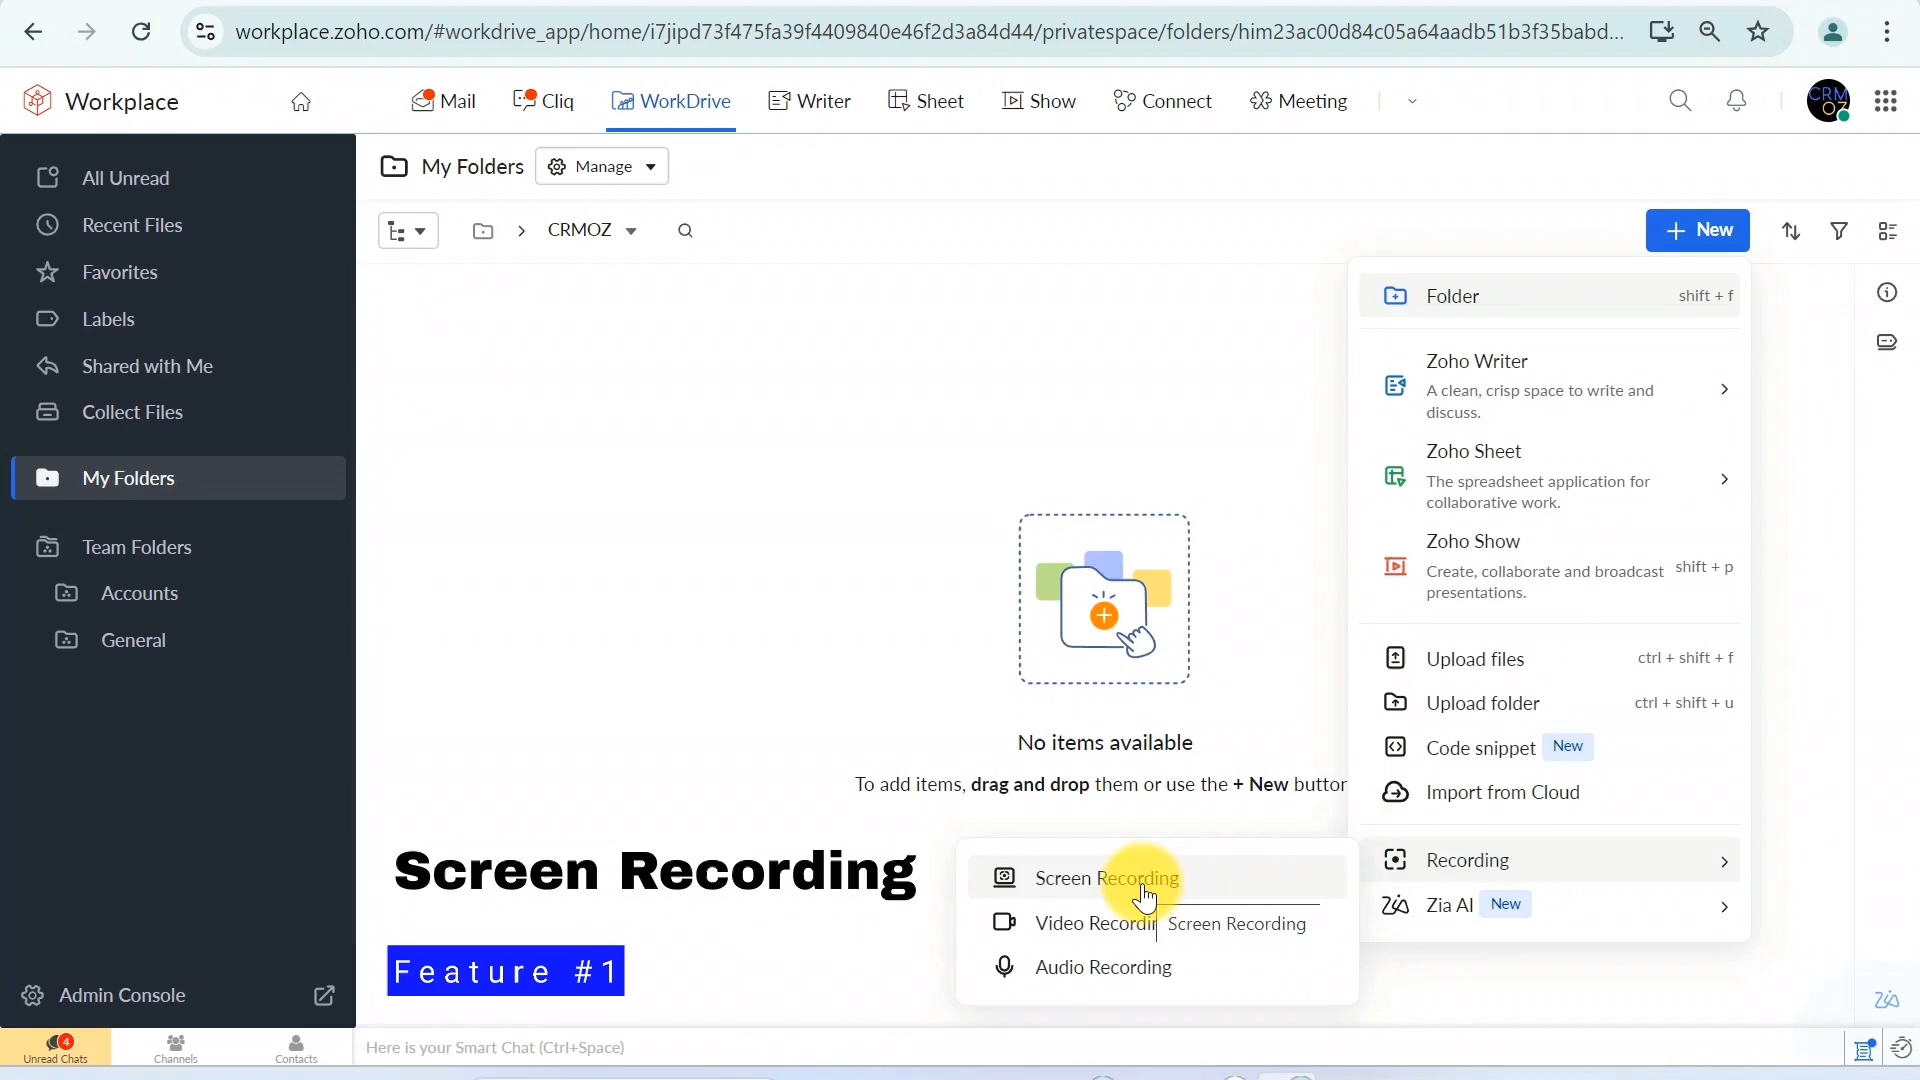 workplace.zoho.com/#workdrive_app/home/i7jipd73f475fa39f4409840e46f2d3a84d44/privatespace/folders/him23ac00d84c05a64aadb51b3f35babd...
Workplace
Mail
Cliq
WorkDrive
Writer
Sheet
Show
Connect
Meeting
CRM
OZ
All Unread
Recent Files
Favorites
Labels
Shared with Me
Collect Files
My Folders
Team Folders
Accounts
General
Admin Console
My Folders
Manage
CRMOZ
New
Folder shift + f
Zoho Writer
A clean, crisp space to write and
discuss.
Zoho Sheet
The spreadsheet application for
collaborative work.
Zoho Show
Create, collaborate and broadcast shift + p
presentations.
Upload files ctrl + shift + f
Upload folder ctrl + shift + u
Code snippet New
Import from Cloud
Recording
Zia AI New
No items available
To add items, drag and drop them or use the + New button
Screen Recording
Feature #1
Screen Recording
Video Recordin
Screen Recording
Audio Recording
4
Unread Chats
Channels
Contacts
Here is your Smart Chat (Ctrl+Space)